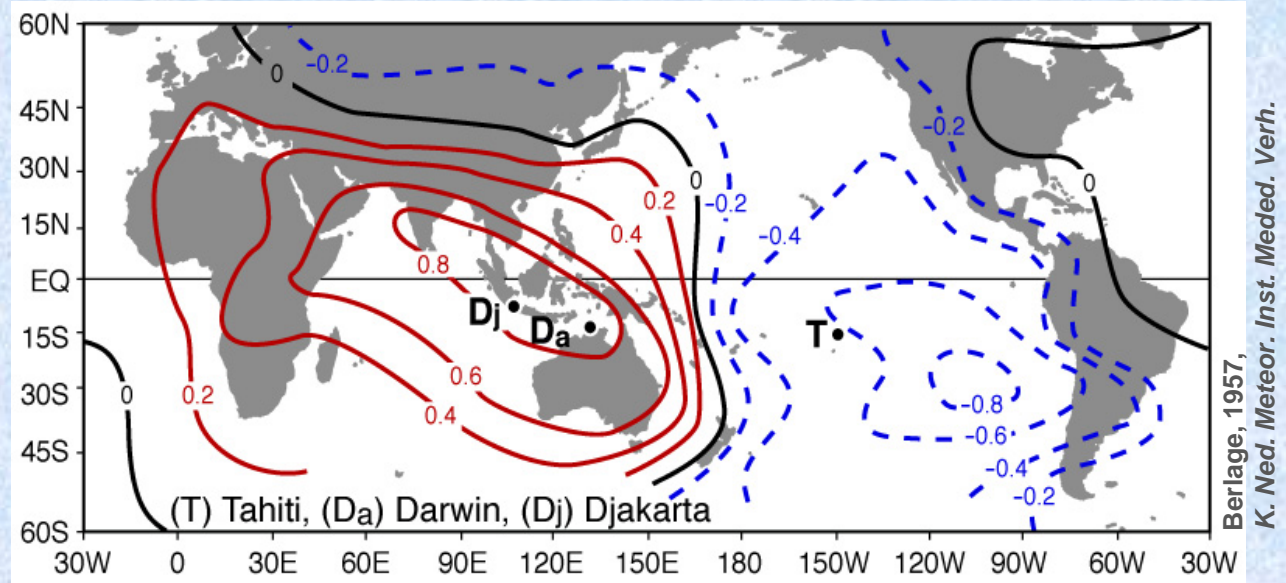 60N
45N
30N
15N
EQ
15S
30S
45S
60S
0
-0.2
-0.2
0
-0.2
0
0.2
0.4
-0.4
0.8
Dj
Da
T
0.6
0.4
0.2
0
-0.8
-0.6
-0.4
-0.2
(T) Tahiti, (Da) Darwin, (Dj) Djakarta
30W 0 30E 60E 90E 120E 150E 180 150W 120W 90W 60W 30W
Berlage, 1957,
K. Ned. Meteor. Inst. Meded. Verh.